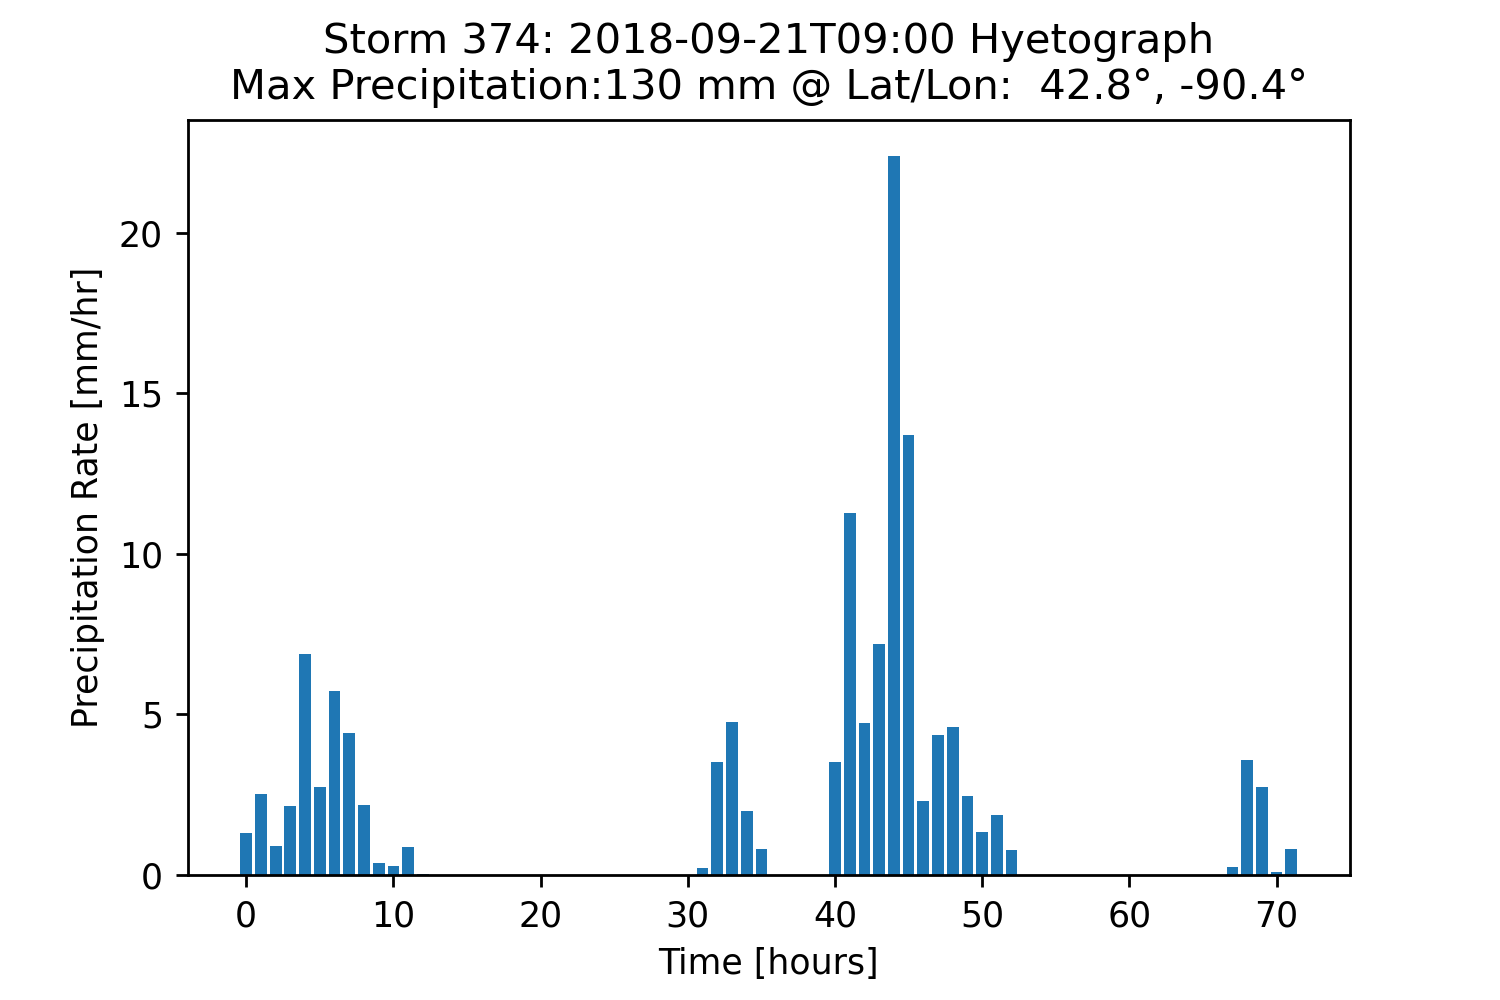 Storm 374: 2018-09-21T09:00 Hyetograph
Max Precipitation:130 mm @ Lat/Lon:  42.8°, -90.4°
Precipitation Rate [mm/hr]
20
15
10
5
0
0 10 20 30 40 50 60 70
Time [hours]